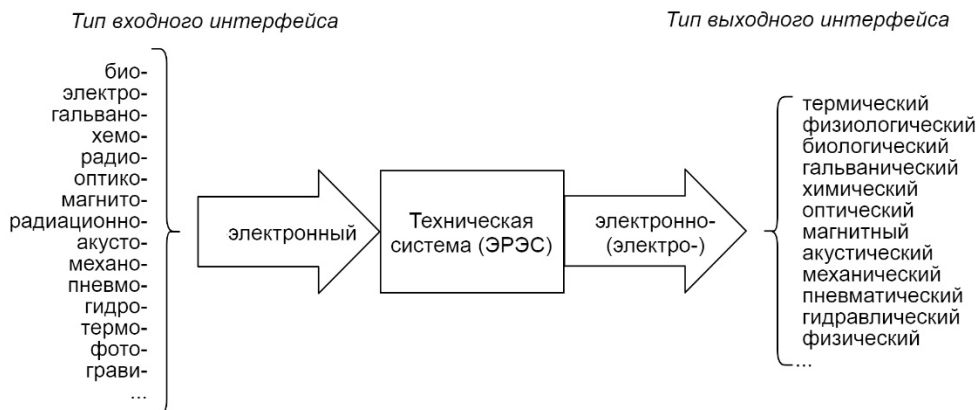 Тип входного интерфейса
био-
электро-
гальвано-
хемо-
радио-
оптико-
магнито-
радиационно-
акусто-
механо-
пневмо-
гидро-
термо-
фото-
грави-
...
электронный
Техническая
система (ЭРЭС)
электронно-
(электро-)
Тип выходного интерфейса
термический
физиологический
биологический
гальванический
химический
оптический
магнитный
акустический
механический
пневматический
гидравлический
физический
...